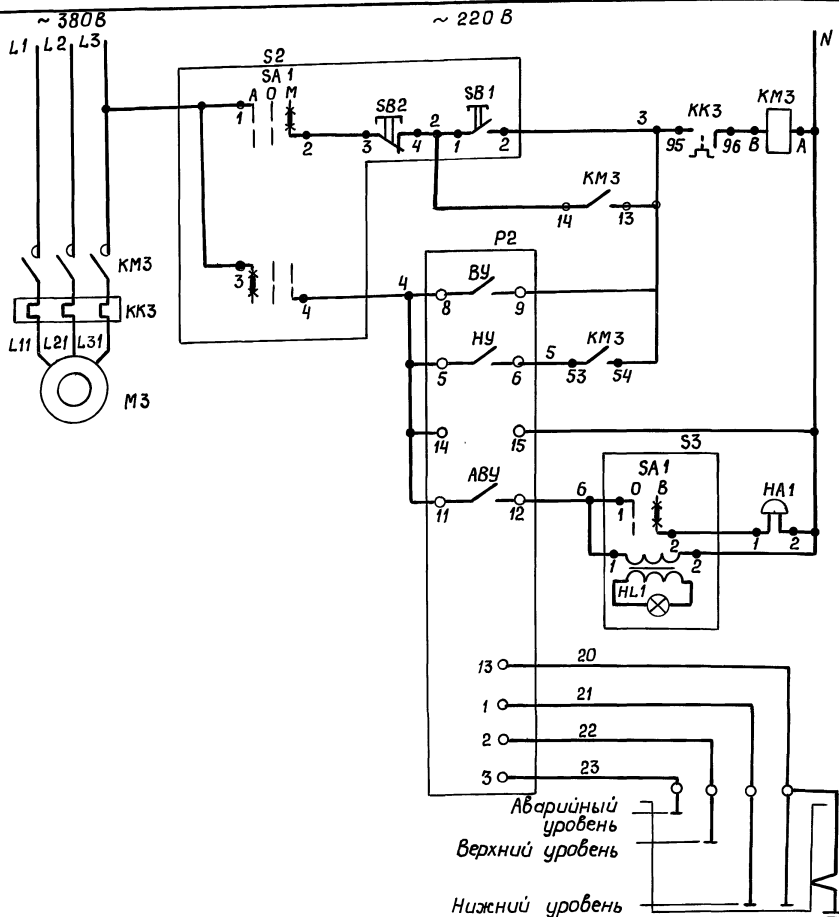 ~ 380В ~ 220 В
L1 L2 L3 N
S2
SA1
А О М
1 2
SB2
3 4
2
SB1
1 2
3
KK3
95 96
KM3
В А
KM3
14 13
3 4
4
P2
ВУ
8 9
НУ
5 6
5
KM3
53 54
14 15
АВУ
11 12
6
S3
SA1
О В
1 2
HA1
1 2
1 2
HL1
KM3
KK3
L11 L21 L31
М3
13 20
1 21
2 22
3 23
Аварийный
уровень
Верхний уровень
Нижний уровень